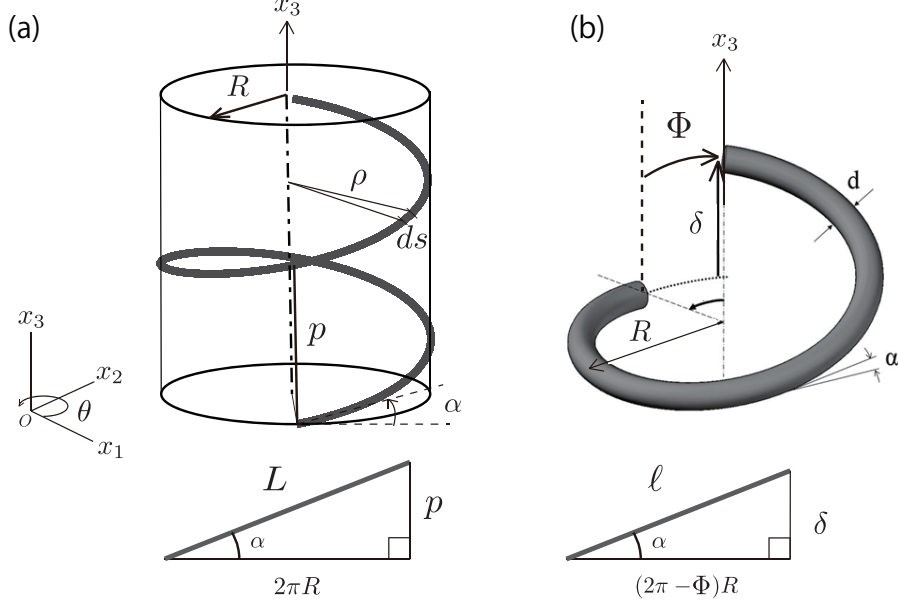 (a)
x₃
R
ρ
ds
p
α
x₃
x₂
O
θ
x₁
L
p
α
2πR
(b)
x₃
Φ
d
δ
R
α
ℓ
δ
α
(2π − Φ)R